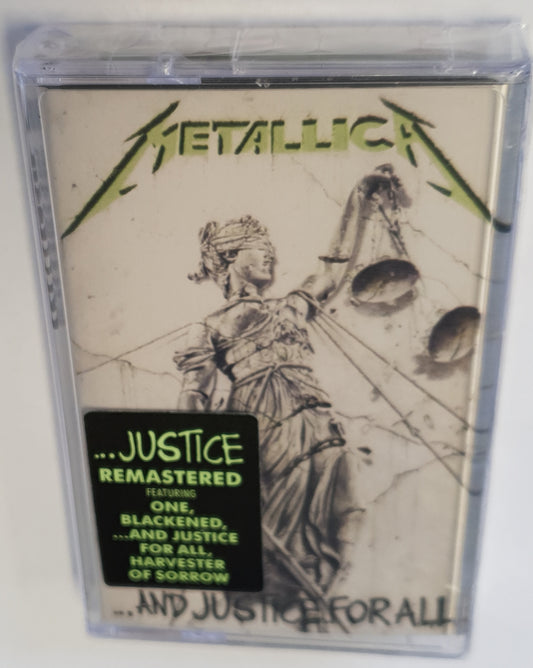 METALLICA
...JUSTICE
REMASTERED
FEATURING
ONE,
BLACKENED,
...AND JUSTICE
FOR ALL,
HARVESTER
OF SORROW
...AND JUSTICE FOR ALL